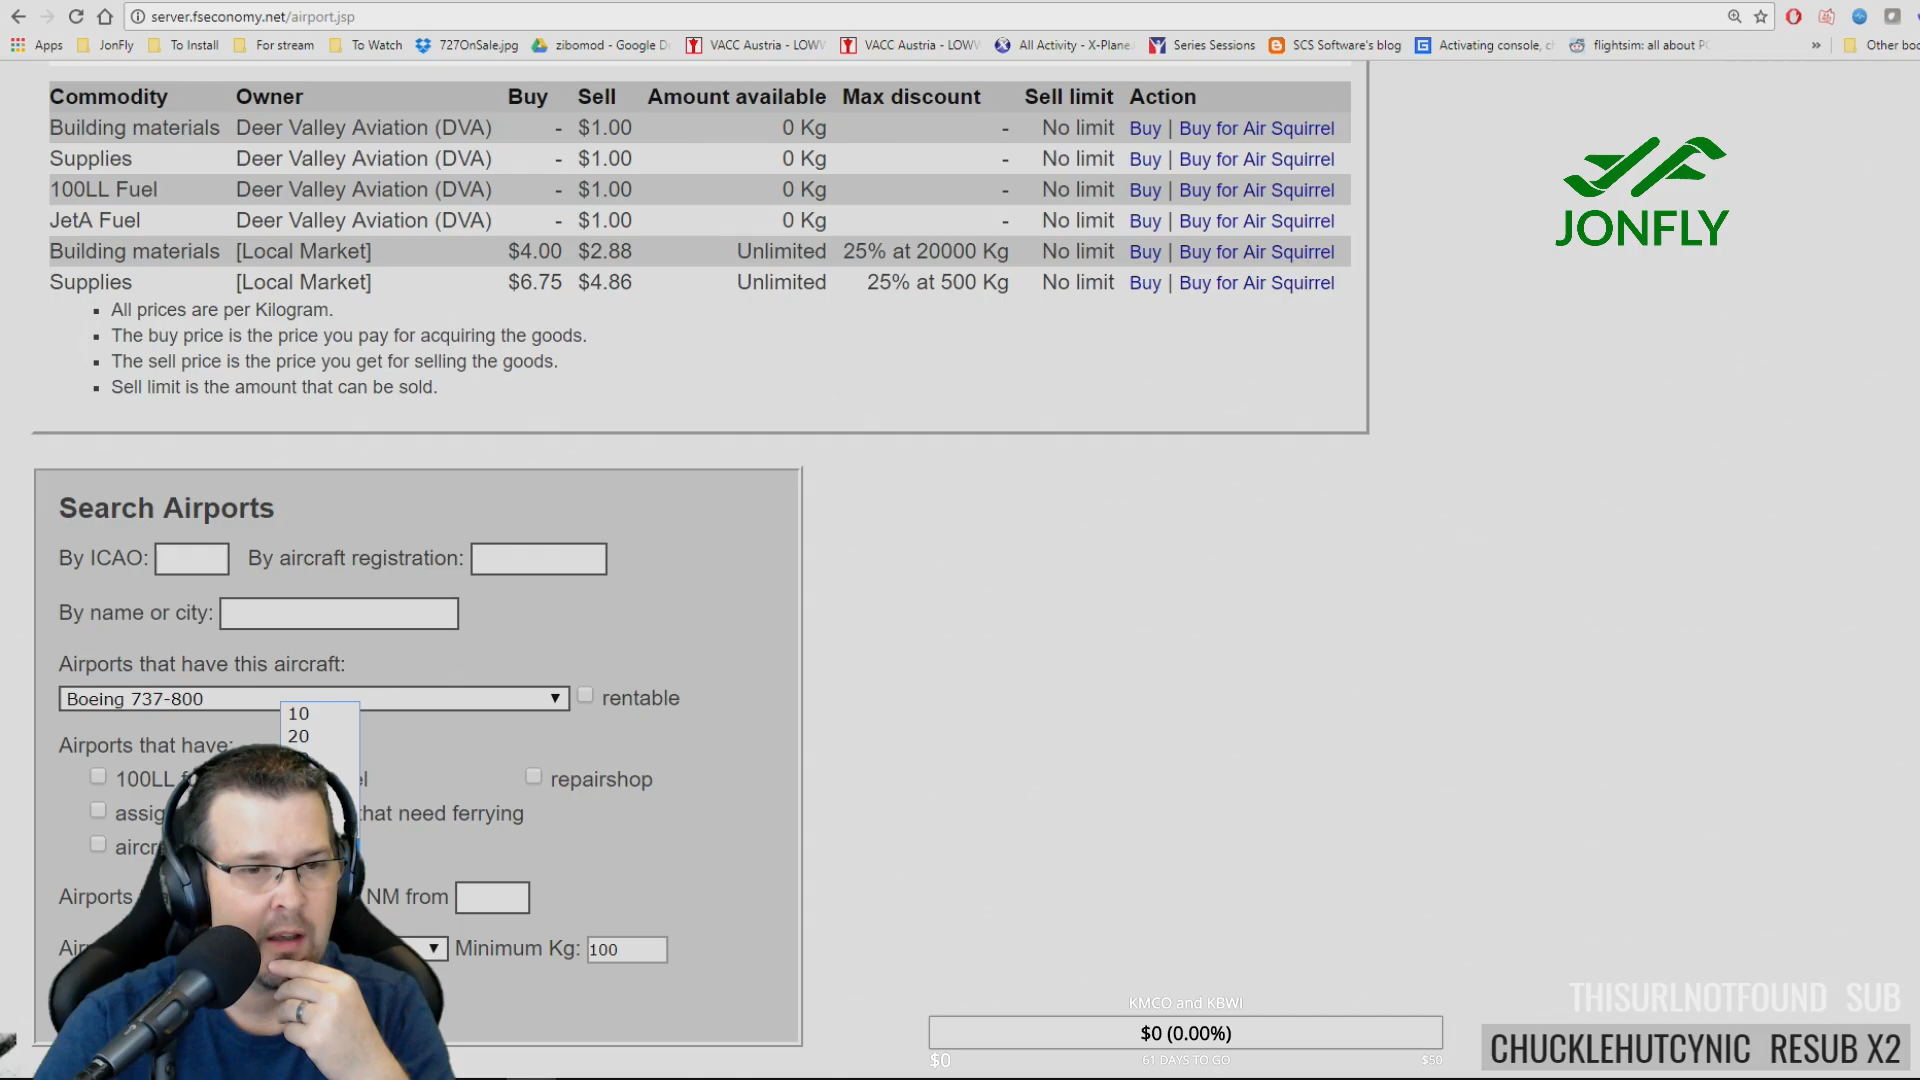 server.fseconomy.net/airport.jsp
Apps JonFly To Install For stream To Watch 727OnSale.jpg zibomod - Google D VACC Austria - LOW VACC Austria - LOW All Activity - X-Plane. Series Sessions SCS Software's blog Activating console, c flightsim: all about P » Other boo
Commodity Owner Buy Sell Amount available Max discount Sell limit Action
Building materials Deer Valley Aviation (DVA) - $1.00 0 Kg - No limit Buy | Buy for Air Squirrel
Supplies Deer Valley Aviation (DVA) - $1.00 0 Kg - No limit Buy | Buy for Air Squirrel
100LL Fuel Deer Valley Aviation (DVA) - $1.00 0 Kg - No limit Buy | Buy for Air Squirrel
JetA Fuel Deer Valley Aviation (DVA) - $1.00 0 Kg - No limit Buy | Buy for Air Squirrel
Building materials [Local Market] $4.00 $2.88 Unlimited 25% at 20000 Kg No limit Buy | Buy for Air Squirrel
Supplies [Local Market] $6.75 $4.86 Unlimited 25% at 500 Kg No limit Buy | Buy for Air Squirrel
▪ All prices are per Kilogram.
▪ The buy price is the price you pay for acquiring the goods.
▪ The sell price is the price you get for selling the goods.
▪ Sell limit is the amount that can be sold.
JONFLY
Search Airports
By ICAO: By aircraft registration:
By name or city:
Airports that have this aircraft:
Boeing 737-800 rentable
10
20
Airports that have:
100LL repairshop
assig that need ferrying
aircr
Airports NM from
Air Minimum Kg: 100
KMCO and KBWI
$0 (0.00%)
$0 61 DAYS TO GO $50
THISURLNOTFOUND SUB
CHUCKLEHUTCYNIC RESUB X2